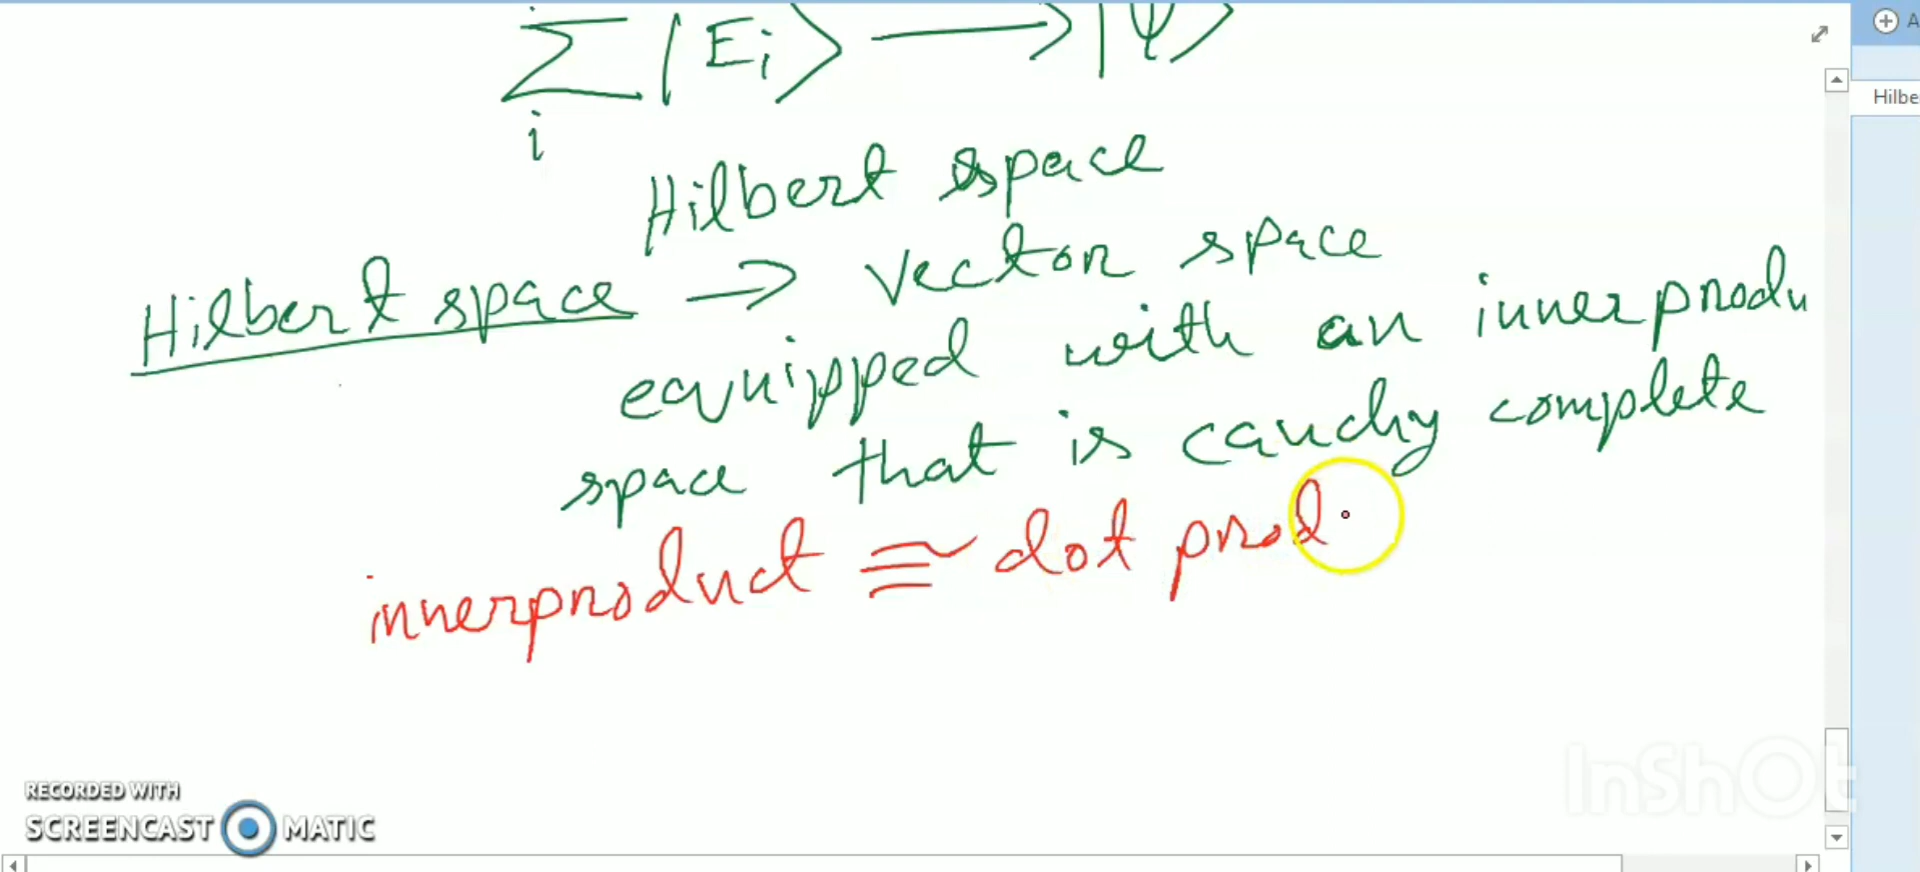 ∑ |Ei⟩ ⟶ |ψ⟩
i
Hilbert space
Hilbert space → vector space
equipped with an innerprodu
space that is cauchy complete
innerproduct ≅ dot prod
A
Hilbe
RECORDED WITH
SCREENCAST MATIC
InShOt